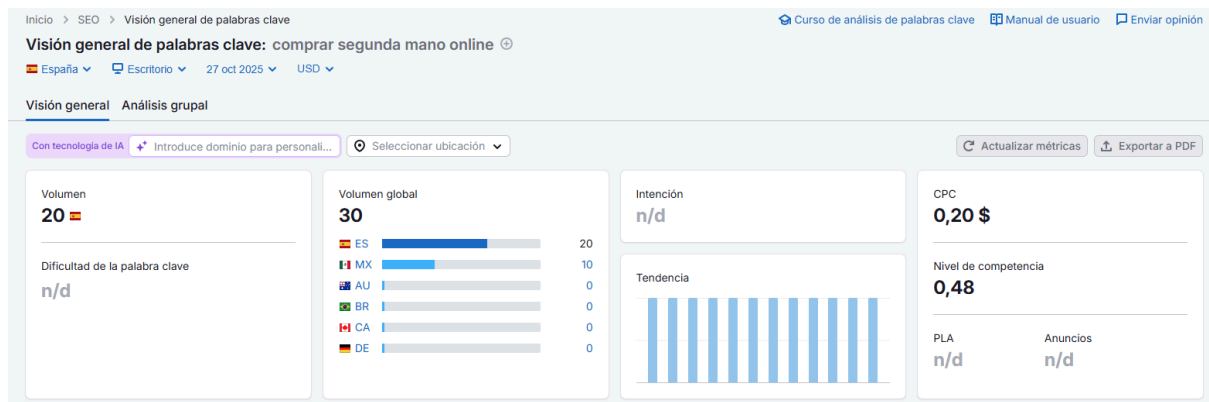 Inicio > SEO > Visión general de palabras clave
Curso de análisis de palabras clave Manual de usuario Enviar opinión
Visión general de palabras clave: comprar segunda mano online
España Escritorio 27 oct 2025 USD
Visión general Análisis grupal
Con tecnología de IA Introduce dominio para personali... Seleccionar ubicación Actualizar métricas Exportar a PDF
Volumen
20
Dificultad de la palabra clave
n/d
Volumen global
30
ES 20
MX 10
AU 0
BR 0
CA 0
DE 0
Intención
n/d
Tendencia
CPC
0,20 $
Nivel de competencia
0,48
PLA Anuncios
n/d n/d